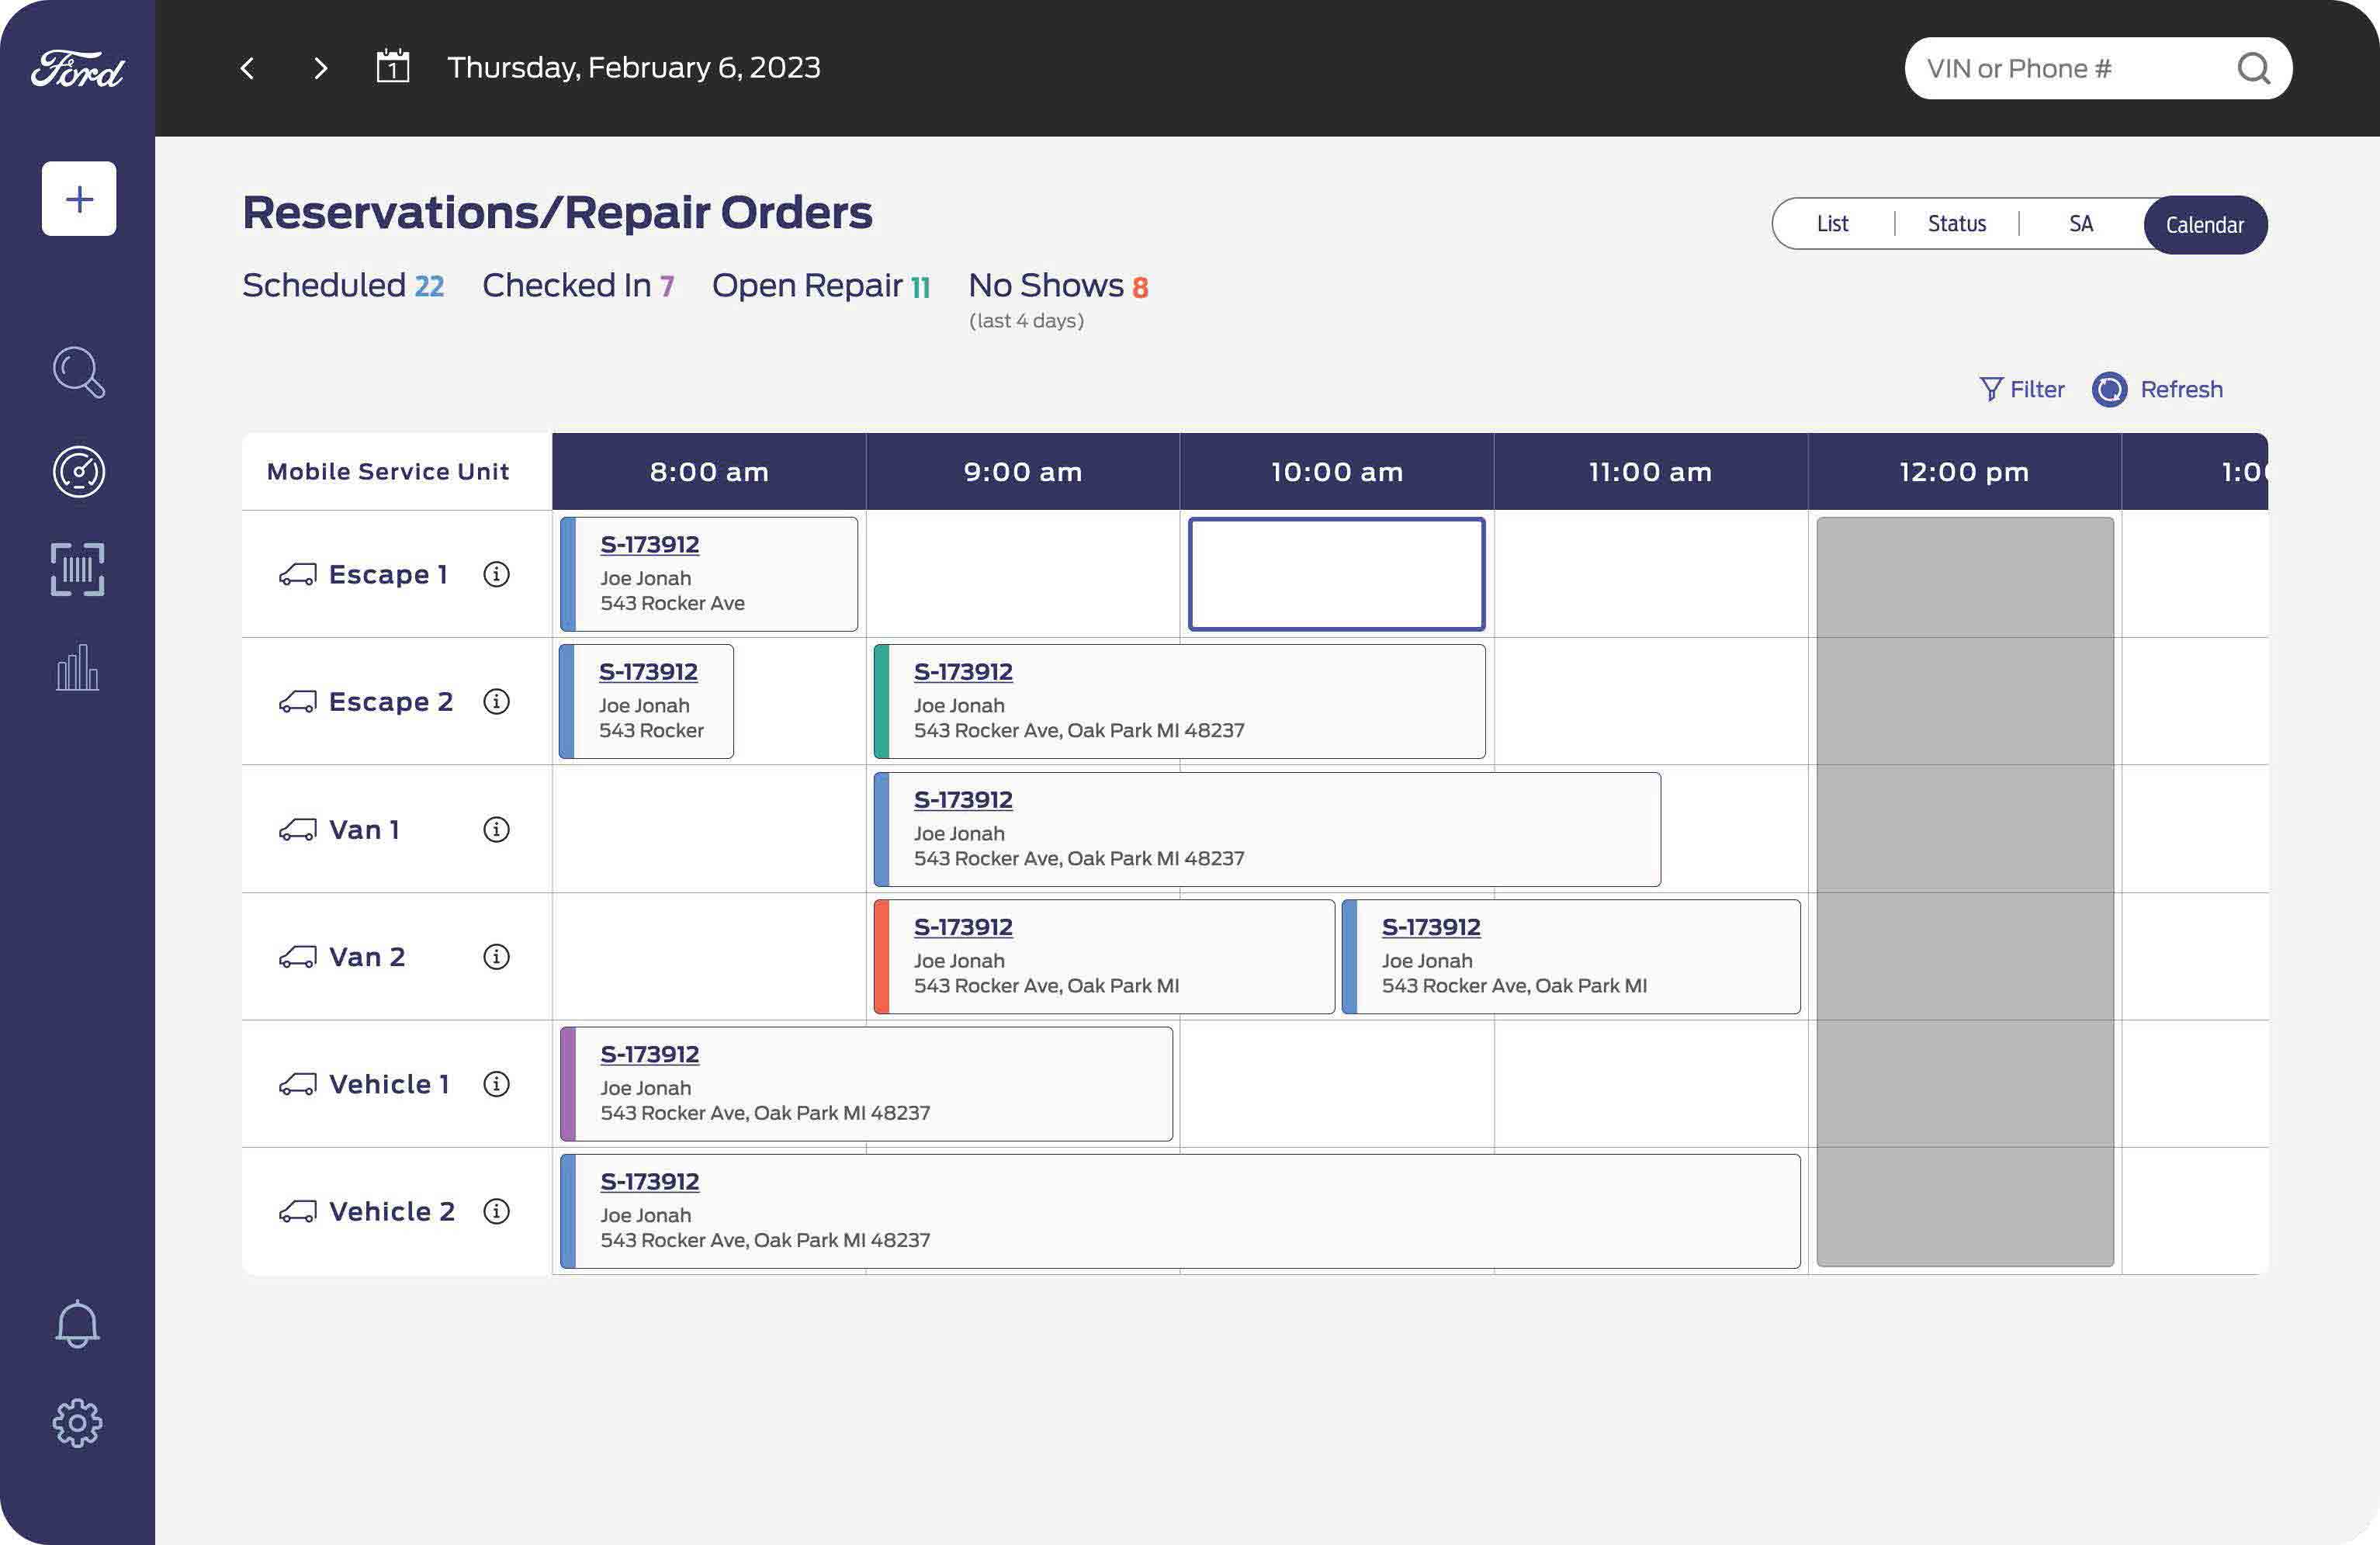 Ford
1
Thursday, February 6, 2023
VIN or Phone #
Reservations/Repair Orders
List
Status
SA
Calendar
Scheduled 22
Checked In 7
Open Repair 11
No Shows 8
(last 4 days)
Filter
Refresh
Mobile Service Unit
8:00 am
9:00 am
10:00 am
11:00 am
12:00 pm
1:00
Escape 1
S-173912
Joe Jonah
543 Rocker Ave
Escape 2
S-173912
Joe Jonah
543 Rocker
S-173912
Joe Jonah
543 Rocker Ave, Oak Park MI 48237
Van 1
S-173912
Joe Jonah
543 Rocker Ave, Oak Park MI 48237
Van 2
S-173912
Joe Jonah
543 Rocker Ave, Oak Park MI
S-173912
Joe Jonah
543 Rocker Ave, Oak Park MI
Vehicle 1
S-173912
Joe Jonah
543 Rocker Ave, Oak Park MI 48237
Vehicle 2
S-173912
Joe Jonah
543 Rocker Ave, Oak Park MI 48237